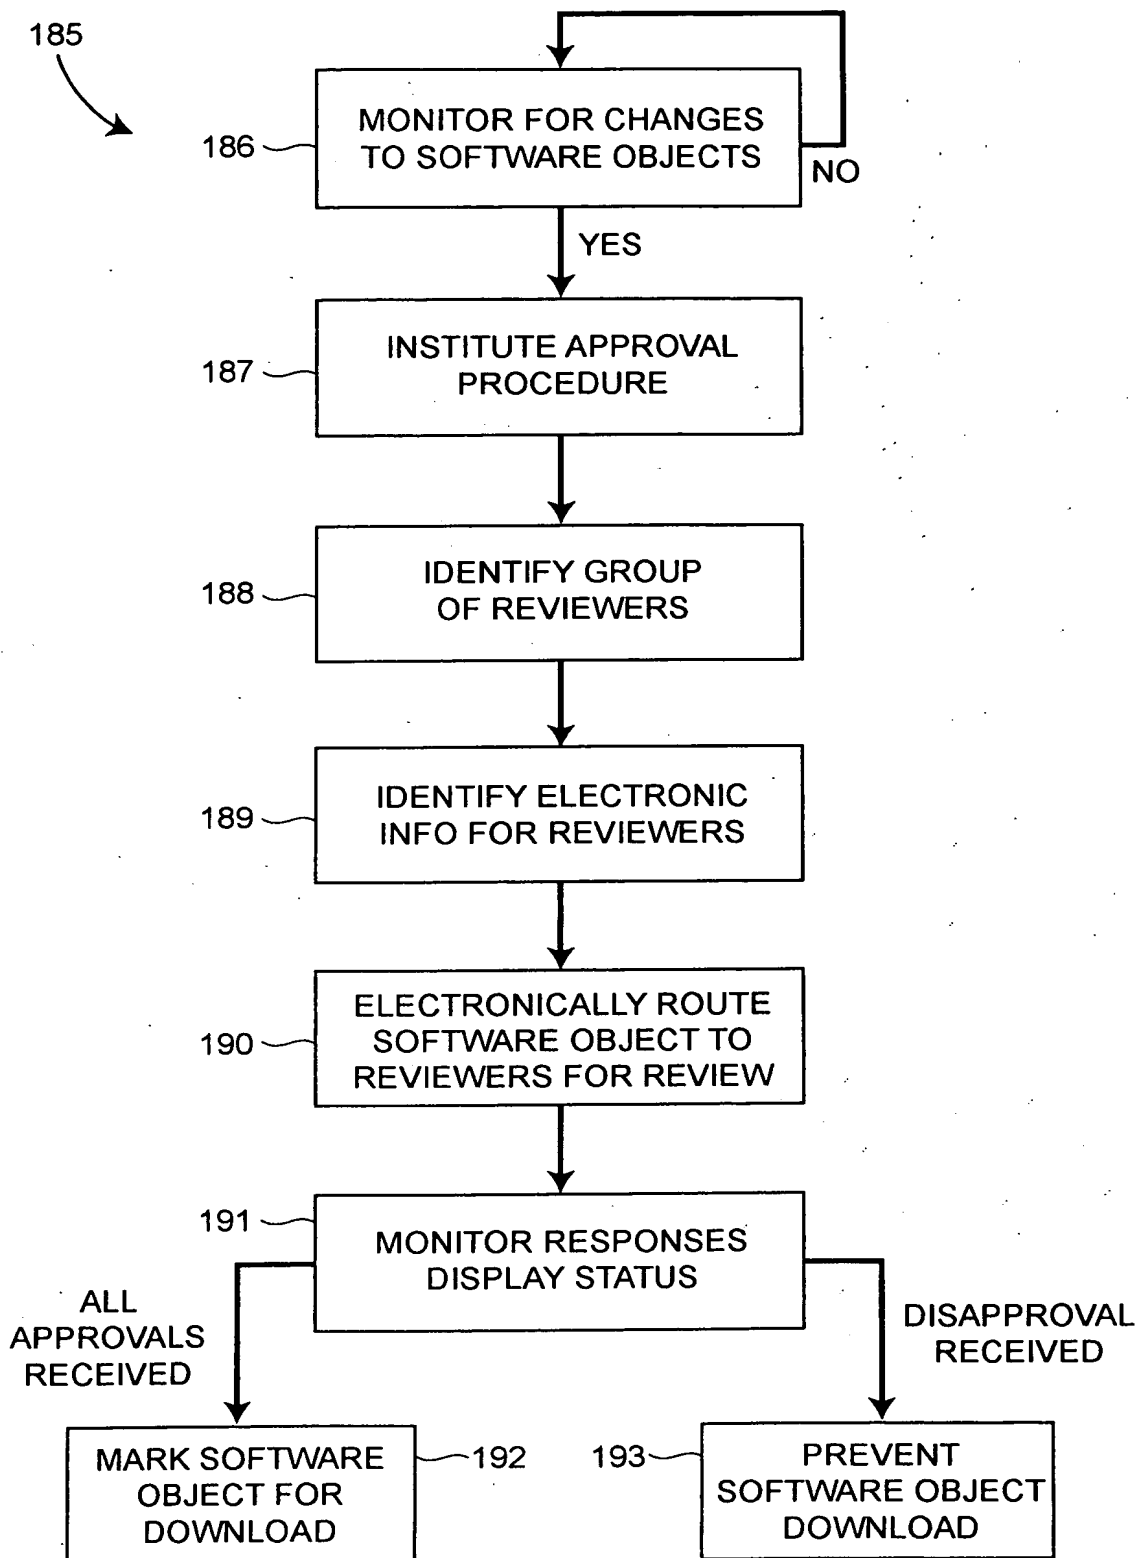 185
186
MONITOR FOR CHANGES
TO SOFTWARE OBJECTS
NO
YES
187
INSTITUTE APPROVAL
PROCEDURE
188
IDENTIFY GROUP
OF REVIEWERS
189
IDENTIFY ELECTRONIC
INFO FOR REVIEWERS
190
ELECTRONICALLY ROUTE
SOFTWARE OBJECT TO
REVIEWERS FOR REVIEW
191
MONITOR RESPONSES
DISPLAY STATUS
ALL
APPROVALS
RECEIVED
DISAPPROVAL
RECEIVED
MARK SOFTWARE
OBJECT FOR
DOWNLOAD
192
193
PREVENT
SOFTWARE OBJECT
DOWNLOAD